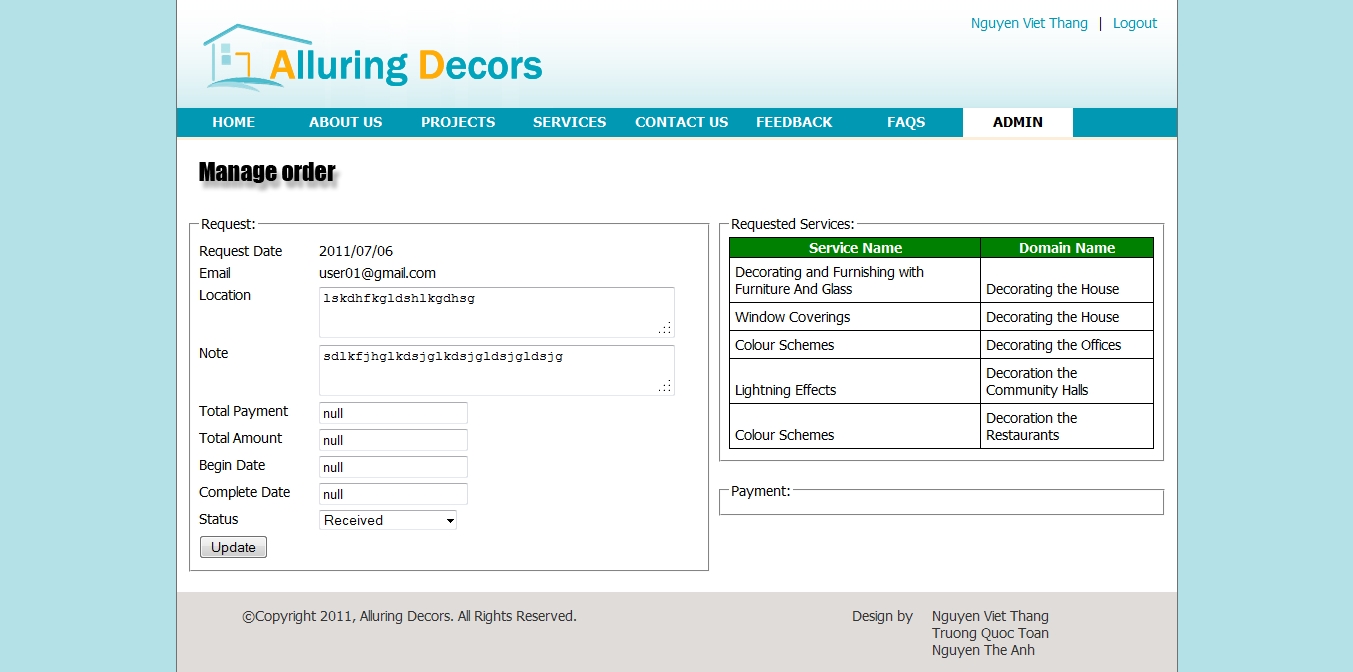 Nguyen Viet Thang | Logout
Alluring Decors
HOME ABOUT US PROJECTS SERVICES CONTACT US FEEDBACK FAQS ADMIN
Manage order
Request:
Request Date 2011/07/06
Email user01@gmail.com
Location lskdhfkgldshlkgdhsg
Note sdlkfjhglkdsjglkdsjgldsjgldsjg
Total Payment null
Total Amount null
Begin Date null
Complete Date null
Status Received
Update
Requested Services:
Service Name Domain Name
Decorating and Furnishing with
Furniture And Glass Decorating the House
Window Coverings Decorating the House
Colour Schemes Decorating the Offices
Decoration the
Lightning Effects Community Halls
Decoration the
Colour Schemes Restaurants
Payment:
©Copyright 2011, Alluring Decors. All Rights Reserved.
Design by Nguyen Viet Thang
Truong Quoc Toan
Nguyen The Anh